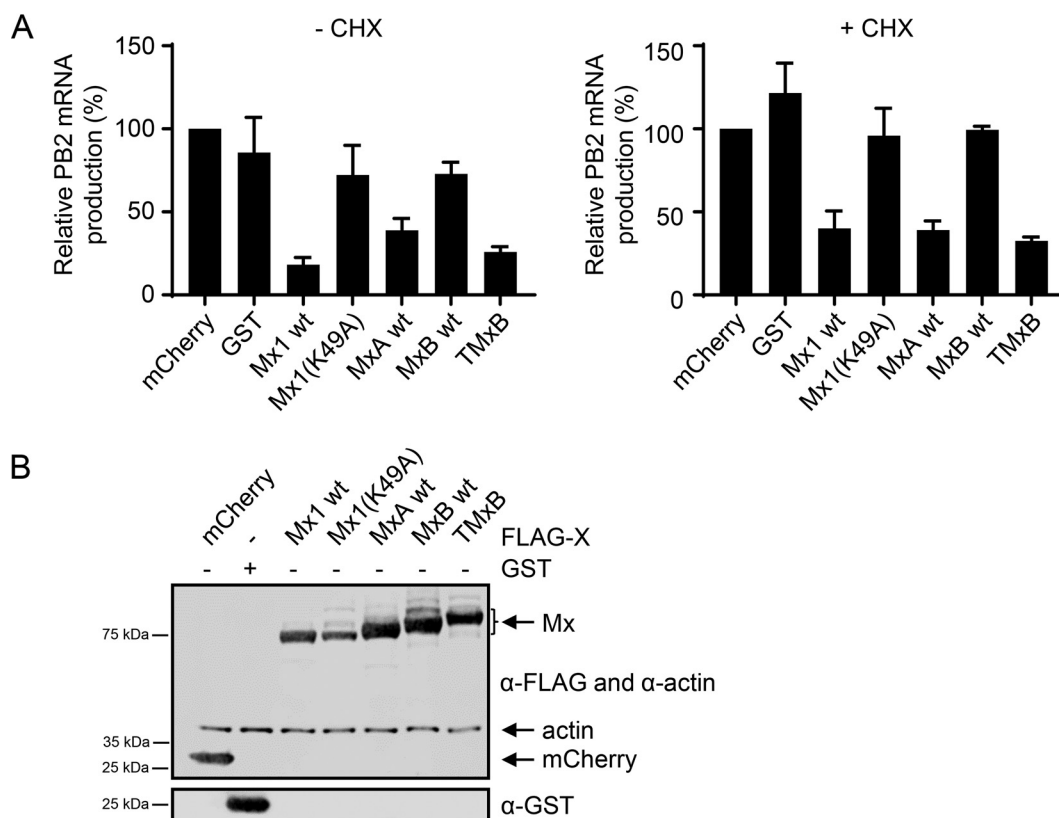 A
- CHX
Relative PB2 mRNA
production (%)
150
100
50
0
mCherry
GST
Mx1 wt
Mx1(K49A)
MxA wt
MxB wt
TMxB
+ CHX
Relative PB2 mRNA
production (%)
150
100
50
0
mCherry
GST
Mx1 wt
Mx1(K49A)
MxA wt
MxB wt
TMxB
B
mCherry - Mx1 wt Mx1(K49A) MxA wt MxB wt TMxB FLAG-X
- + - - - - - GST
75 kDa
Mx
α-FLAG and α-actin
actin
35 kDa
mCherry
25 kDa
25 kDa
α-GST